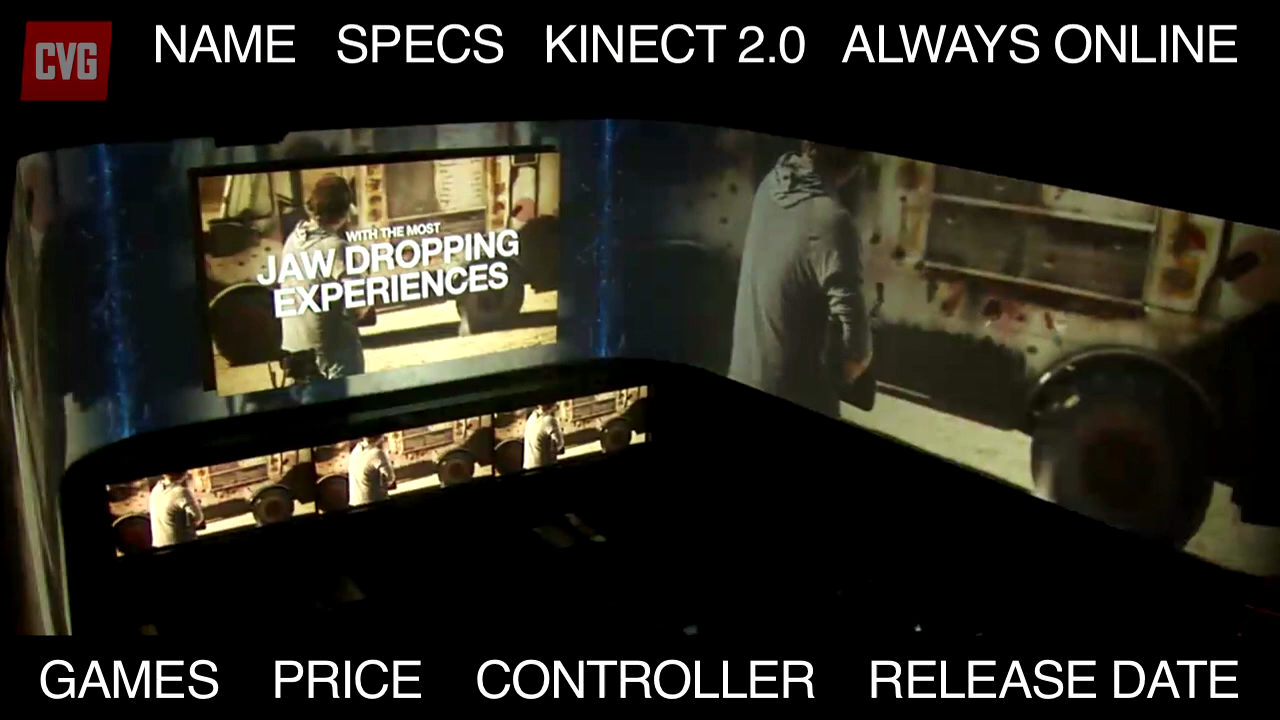 CVG
NAME SPECS KINECT 2.0 ALWAYS ONLINE
WITH THE MOST
JAW DROPPING
EXPERIENCES
GAMES PRICE CONTROLLER RELEASE DATE